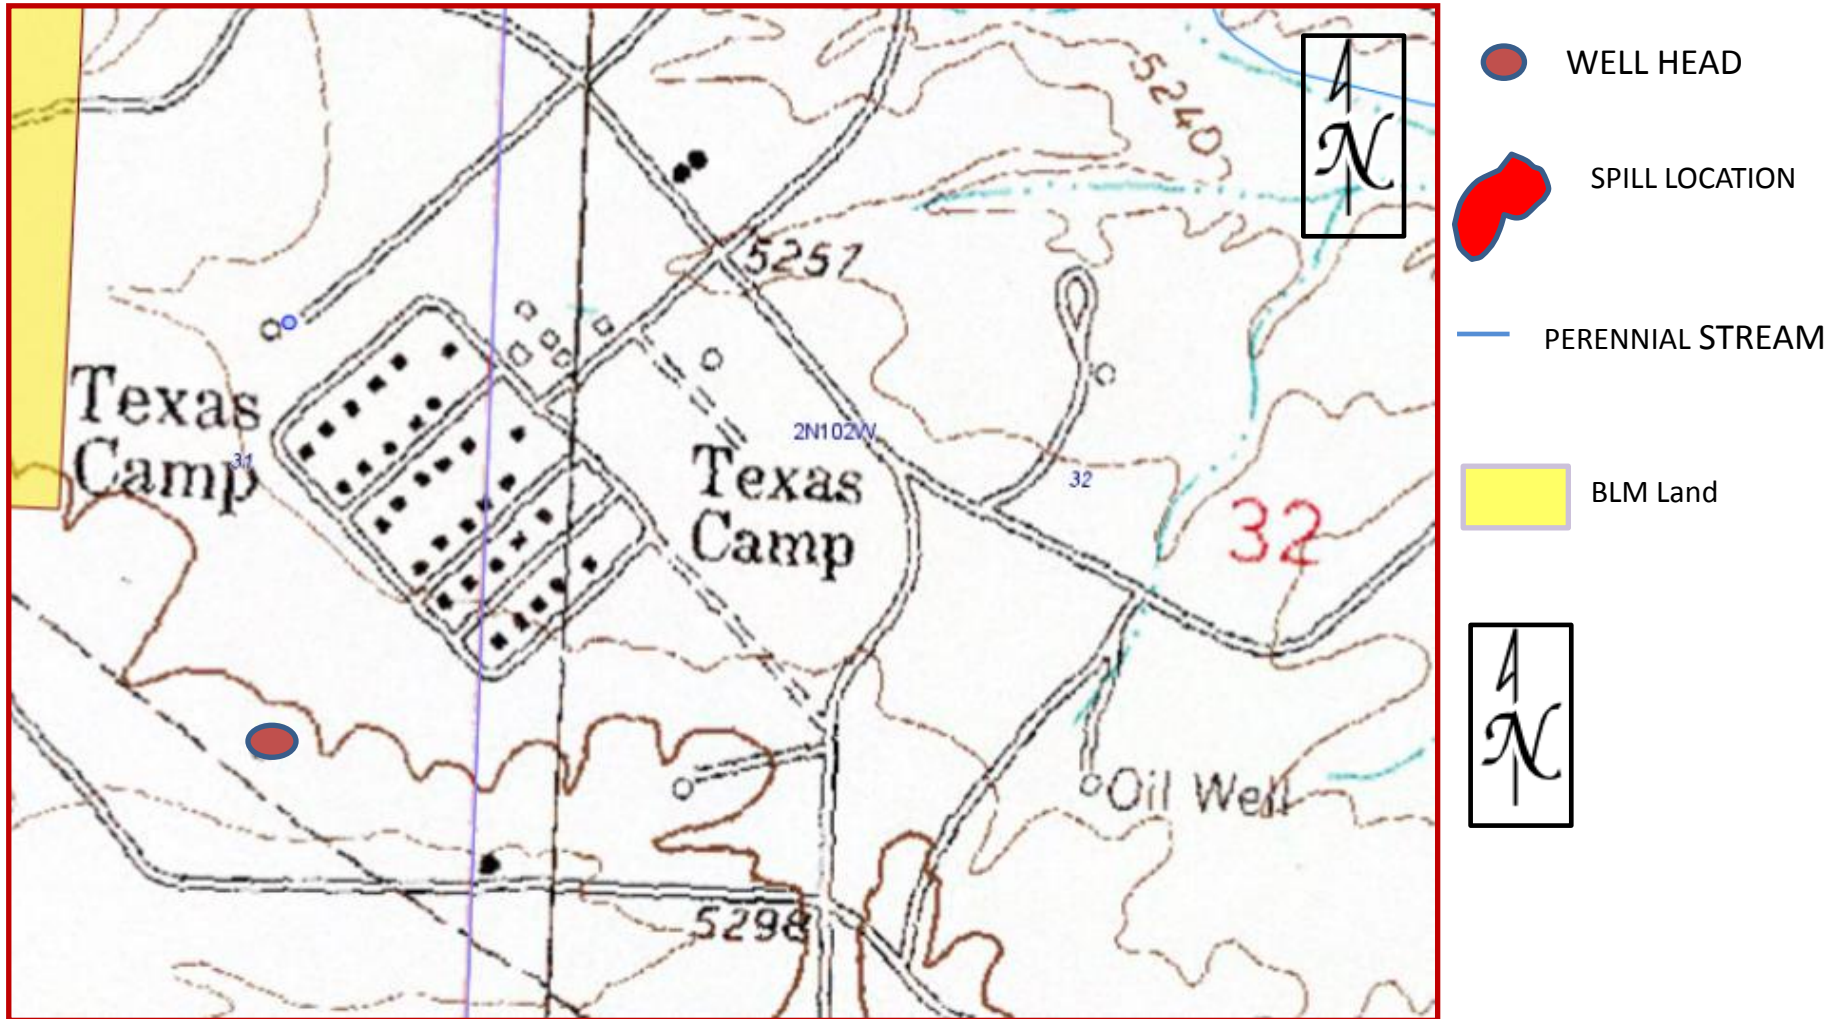 5240
N
5257
Texas
Camp
31
2N102W
Texas
Camp
32
32
Oil Well
5298
WELL HEAD
SPILL LOCATION
PERENNIAL STREAM
BLM Land
N